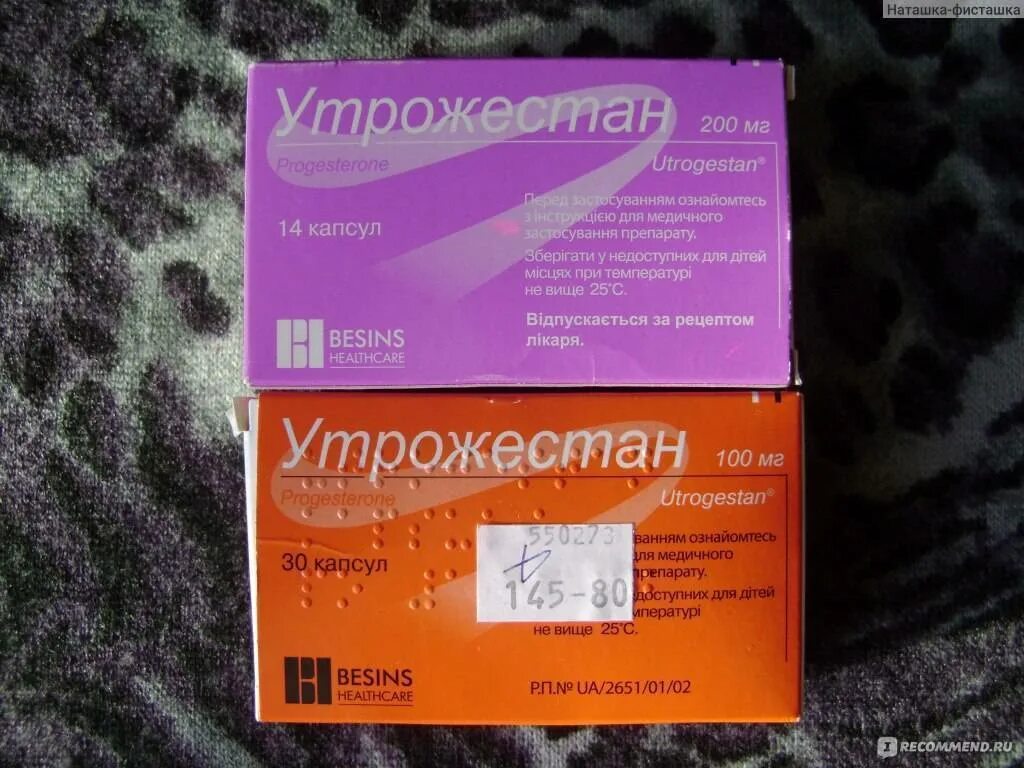 Наташка-фисташка
Утрожестан 200 мг
Progesterone Utrogestan®
14 капсул
Перед застосуванням ознайомтесь
з інструкцією для медичного
застосування препарату.
Зберігати у недоступних для дітей
місцях при температурі
не вище 25°С.
Відпускається за рецептом
лікаря.
BESINS
HEALTHCARE
Утрожестан 100 мг
Progesterone Utrogestan®
30 капсул
550273
145-80
ванням ознайомтесь
для медичного
препарату.
доступних для дітей
мпературі
не вище 25°С.
BESINS
HEALTHCARE
Р.П.№ UA/2651/01/02
IRECOMMEND.RU